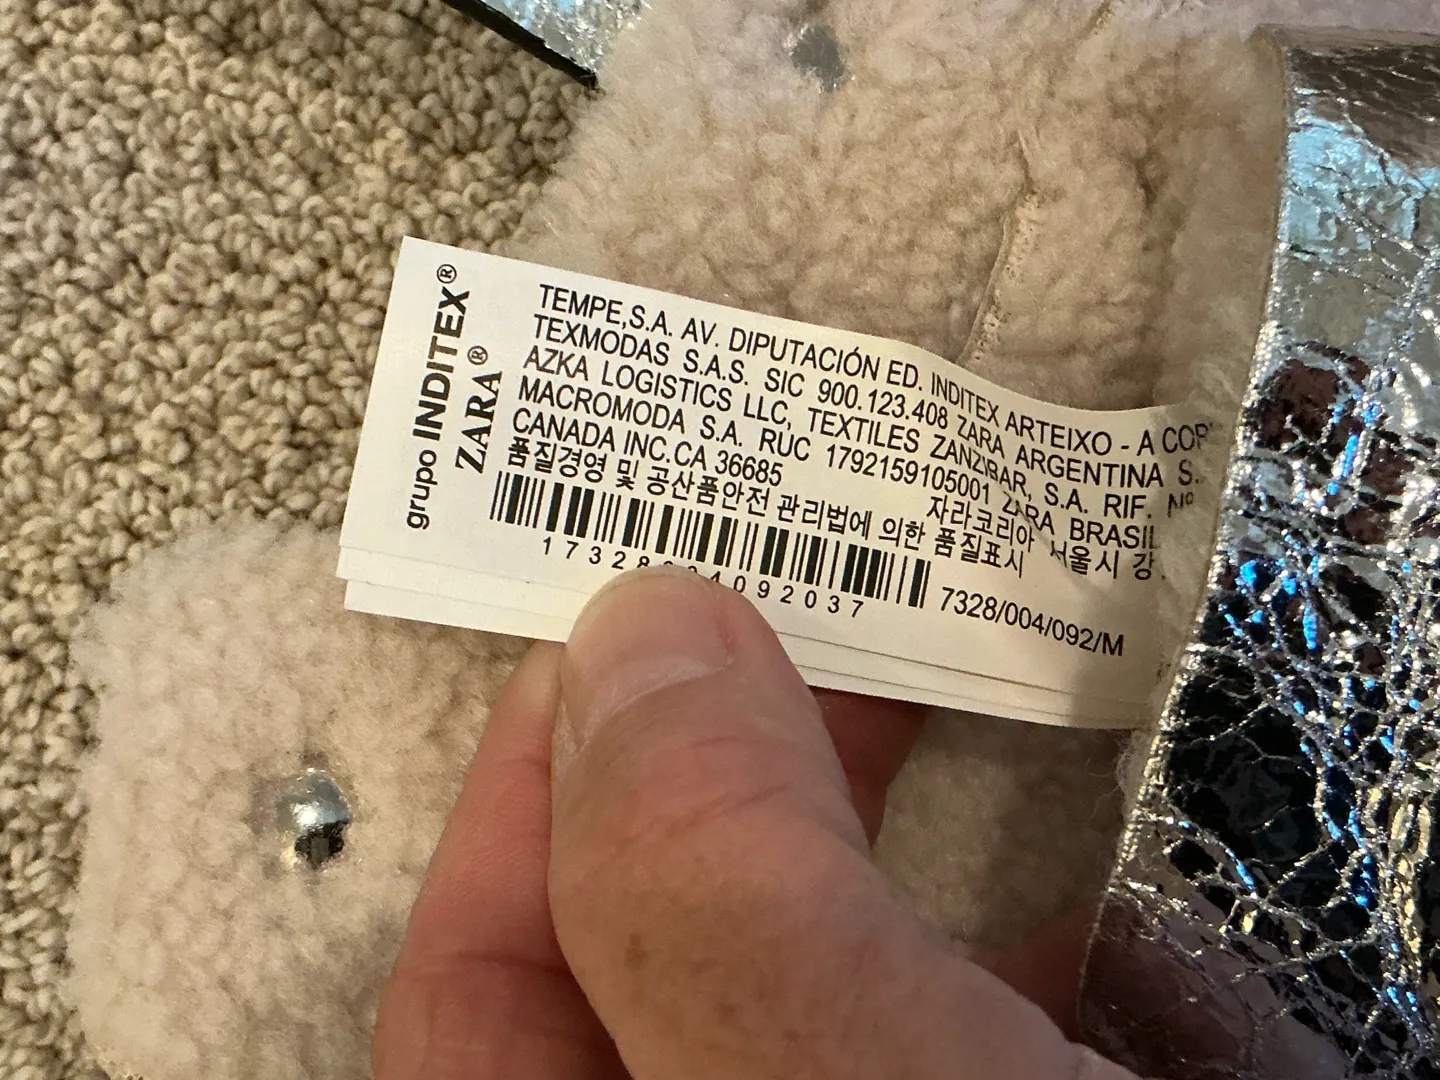 grupo INDITEX®
ZARA®
TEMPE,S.A. AV. DIPUTACIÓN ED. INDITEX ARTEIXO - A
TEXMODAS S.A.S. SIC 900.123.408 ZARA ARGENTINA S.
AZKA LOGISTICS LLC, TEXTILES ZANZIBAR, S.A. RIF. Nº
MACROMODA S.A. RUC 1792159105001 ZARA BRASIL
CANADA INC.CA 36685 자라코리아 서울시 강
품질경영 및 공산품안전 관리법에 의한 품질표시
7328/004/092/M